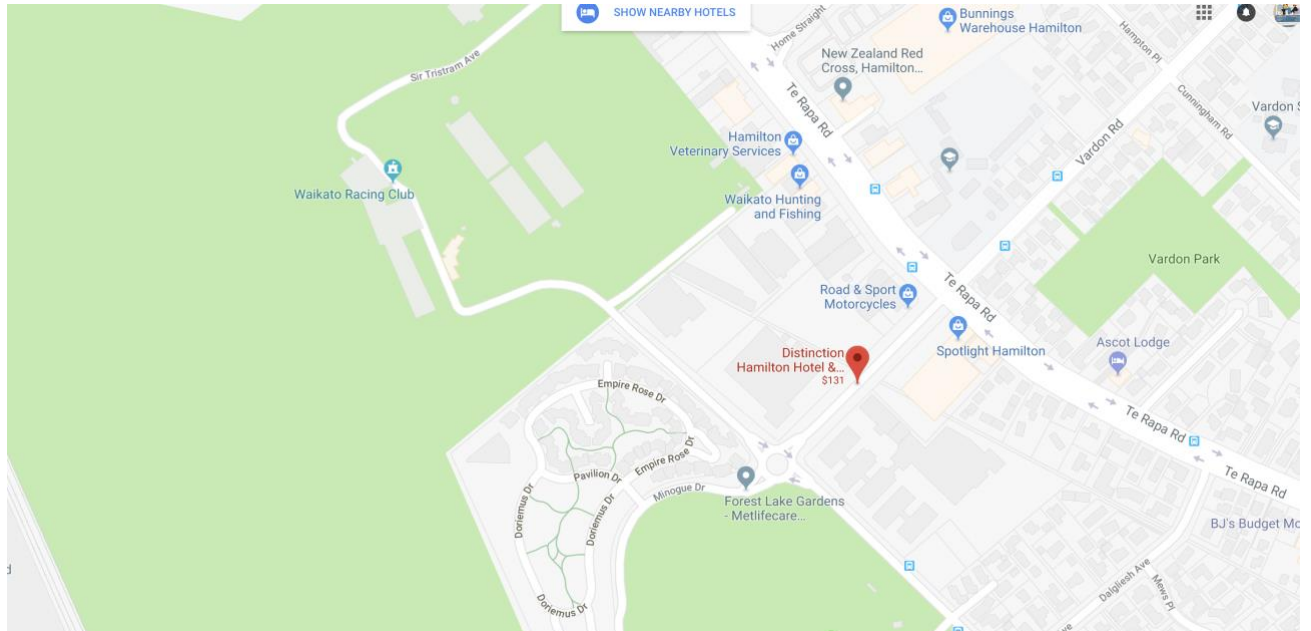 SHOW NEARBY HOTELS
Bunnings
Warehouse Hamilton
Home Straight
Hampton Pl
Sir Tristram Ave
New Zealand Red
Cross, Hamilton...
Te Rapa Rd
Cunningham Rd
Vardon S
Vardon Rd
Hamilton
Veterinary Services
Waikato Racing Club
Waikato Hunting
and Fishing
Vardon Park
Road & Sport
Motorcycles
Te Rapa Rd
Spotlight Hamilton
Ascot Lodge
Distinction
Hamilton Hotel &...
$131
Empire Rose Dr
Te Rapa Rd
Empire Rose Dr
Pavilion Dr
Te Rapa Rd
Minogue Dr
Forest Lake Gardens
- Metlifecare...
Doriemus Dr
Doriemus Dr
BJ's Budget Mo
Dalgliesh Ave
Mews Pl
Doriemus Dr
ve
d